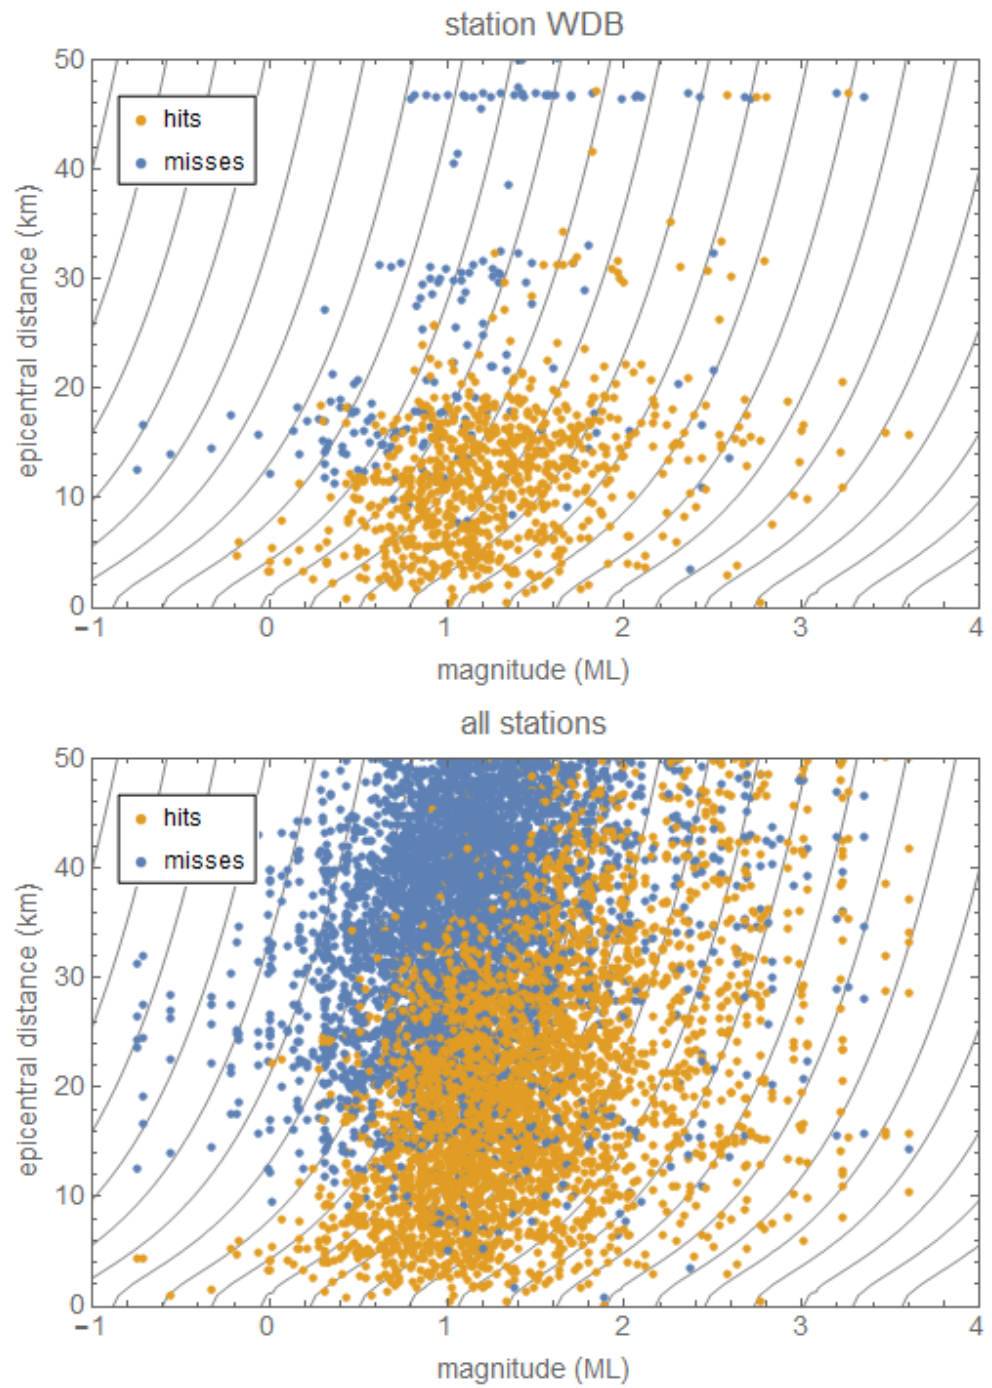 station WDB
50
40
30
20
10
0
epicentral distance (km)
hits
misses
−1
0
1
2
3
4
magnitude (ML)
all stations
50
40
30
20
10
0
epicentral distance (km)
hits
misses
−1
0
1
2
3
4
magnitude (ML)